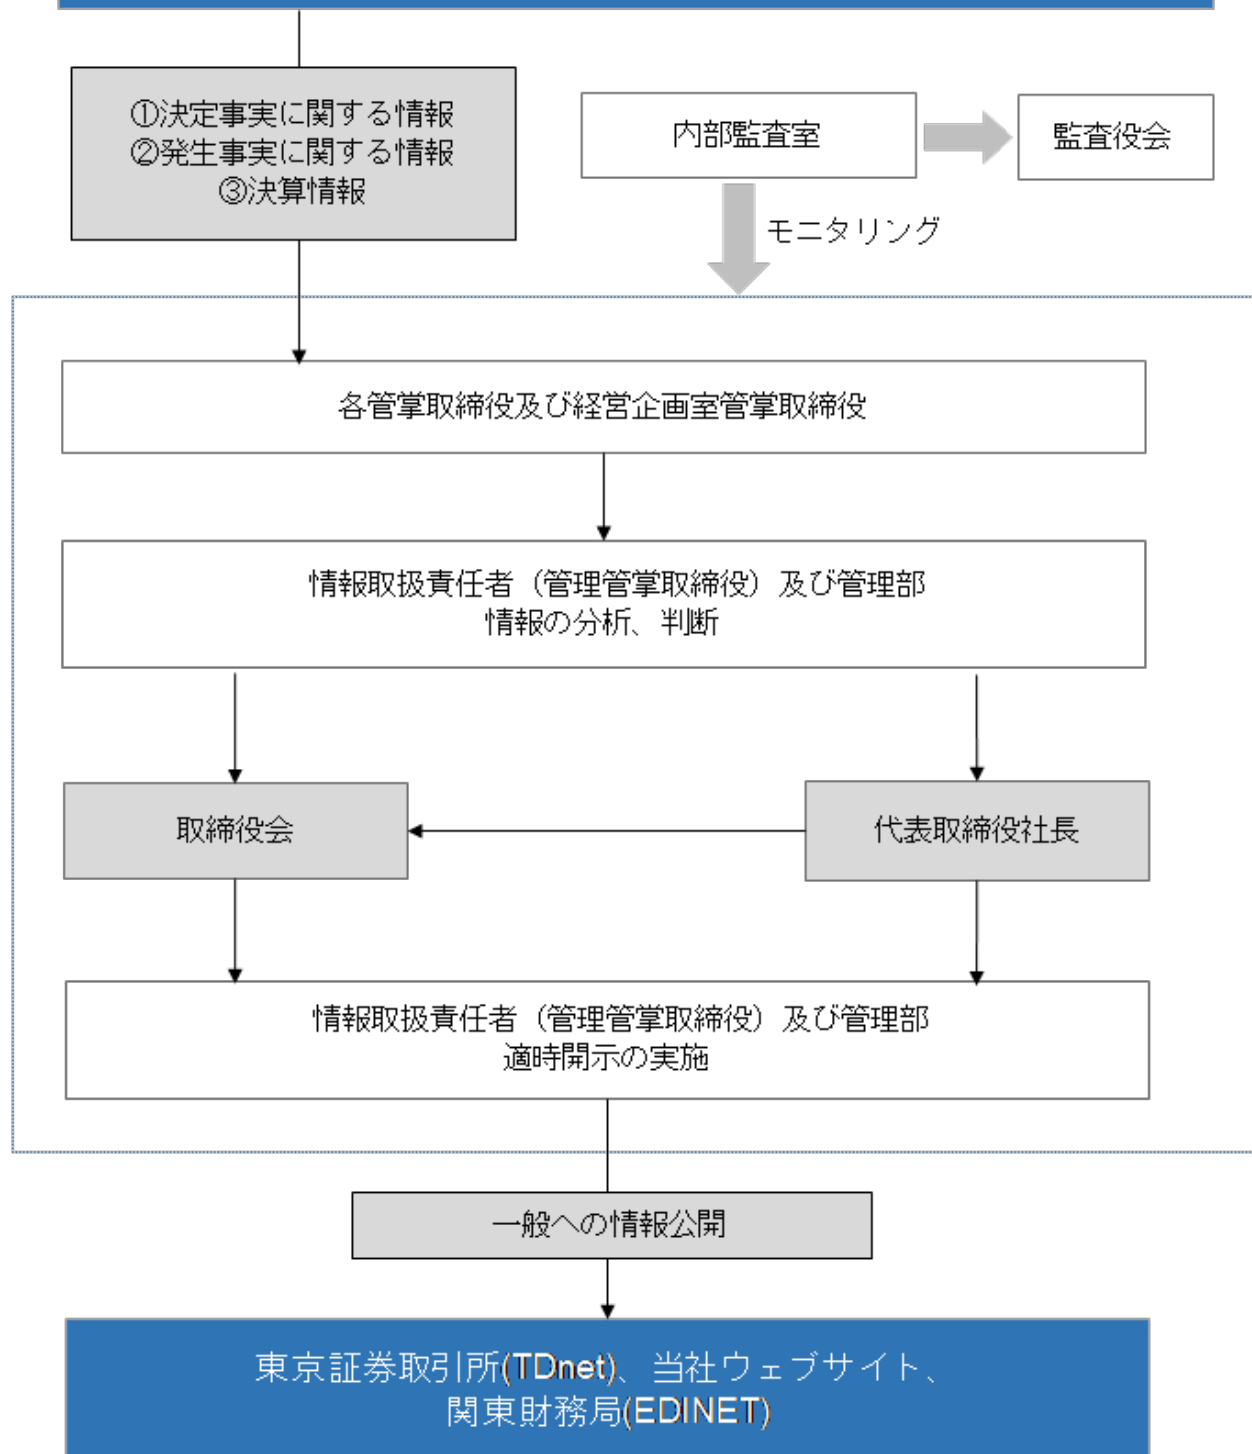 ①決定事実に関する情報
②発生事実に関する情報
③決算情報
内部監査室
監査役会
モニタリング
各管掌取締役及び経営企画室管掌取締役
情報取扱責任者（管理管掌取締役）及び管理部
情報の分析、判断
取締役会
代表取締役社長
情報取扱責任者（管理管掌取締役）及び管理部
適時開示の実施
一般への情報公開
東京証券取引所(TDnet)、当社ウェブサイト、
関東財務局(EDINET)